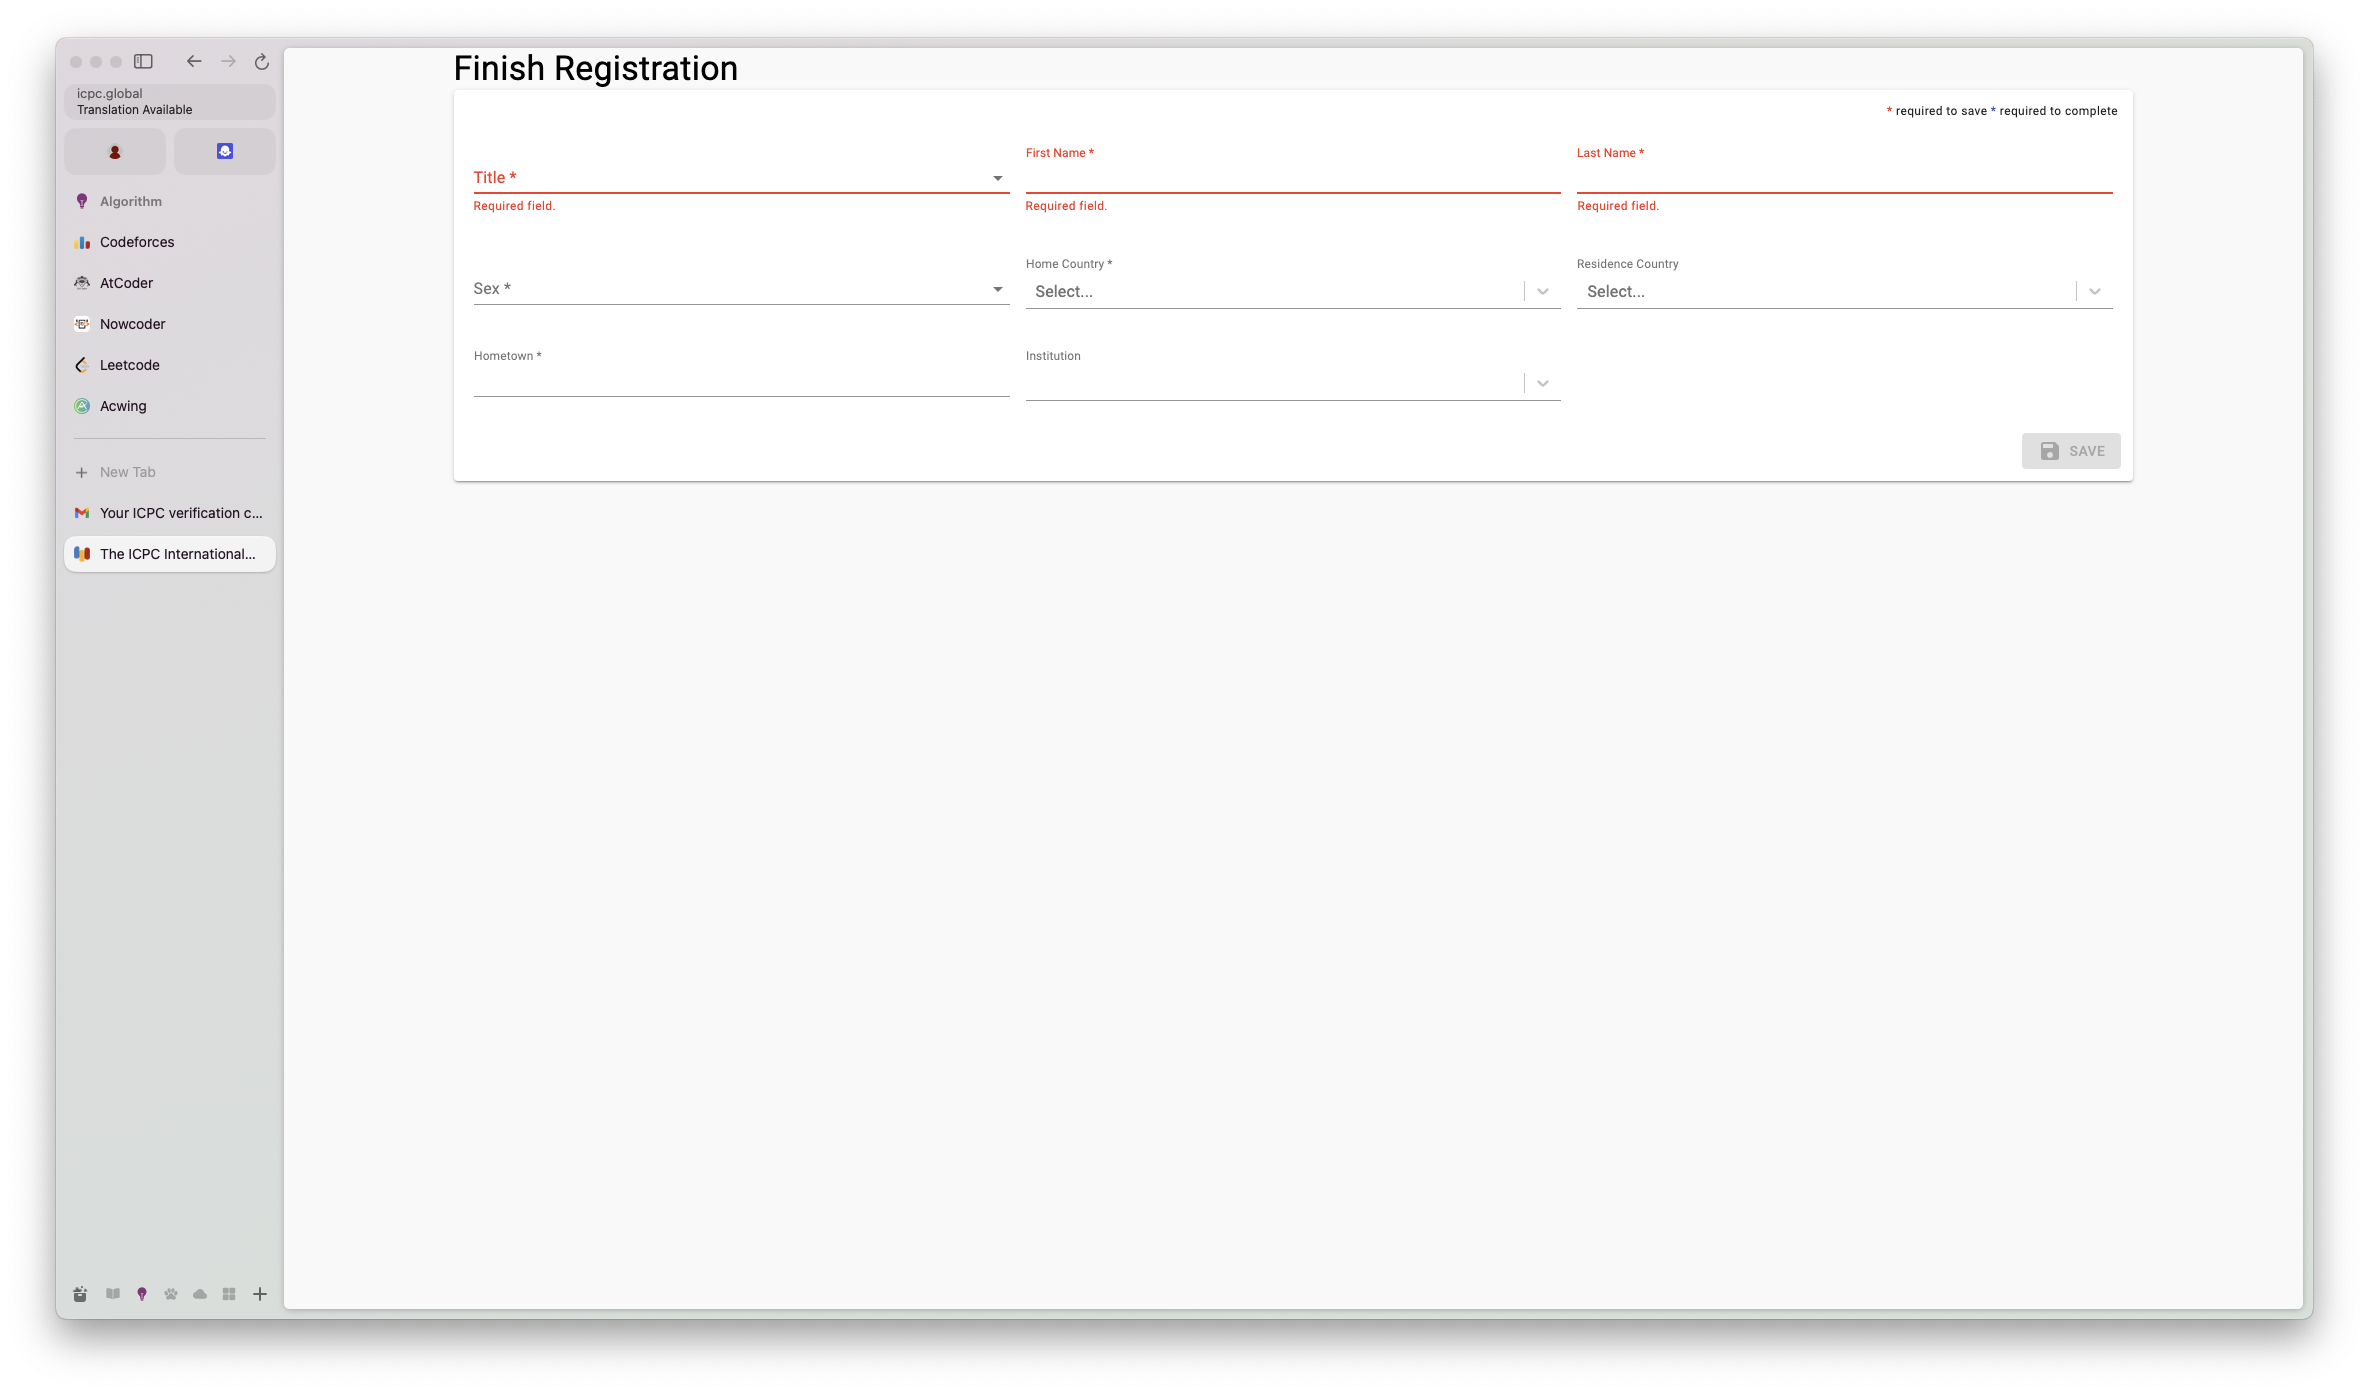 icpc.global
Translation Available
Algorithm
Codeforces
AtCoder
Nowcoder
Leetcode
Acwing
New Tab
Your ICPC verification c...
The ICPC International...
Finish Registration
* required to save * required to complete
Title *
Required field.
First Name *
Required field.
Last Name *
Required field.
Sex *
Home Country *
Select...
Residence Country
Select...
Hometown *
Institution
SAVE